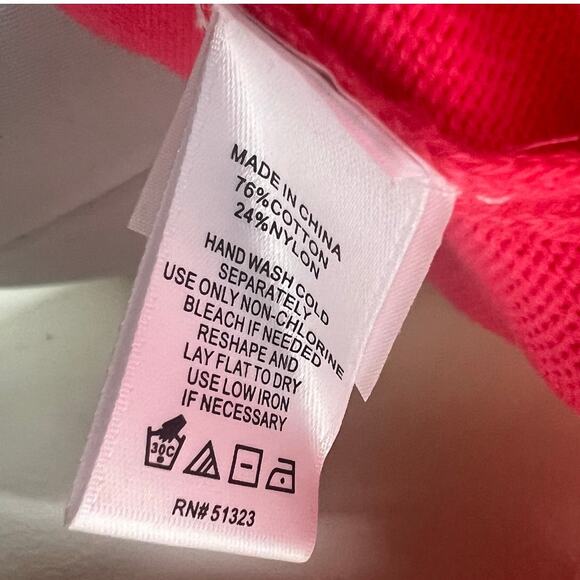 MADE IN CHINA
76%COTTON
24%NYLON
HAND WASH COLD
SEPARATELY
USE ONLY NON-CHLORINE
BLEACH IF NEEDED
RESHAPE AND
LAY FLAT TO DRY
USE LOW IRON
IF NECESSARY
30C
RN# 51323